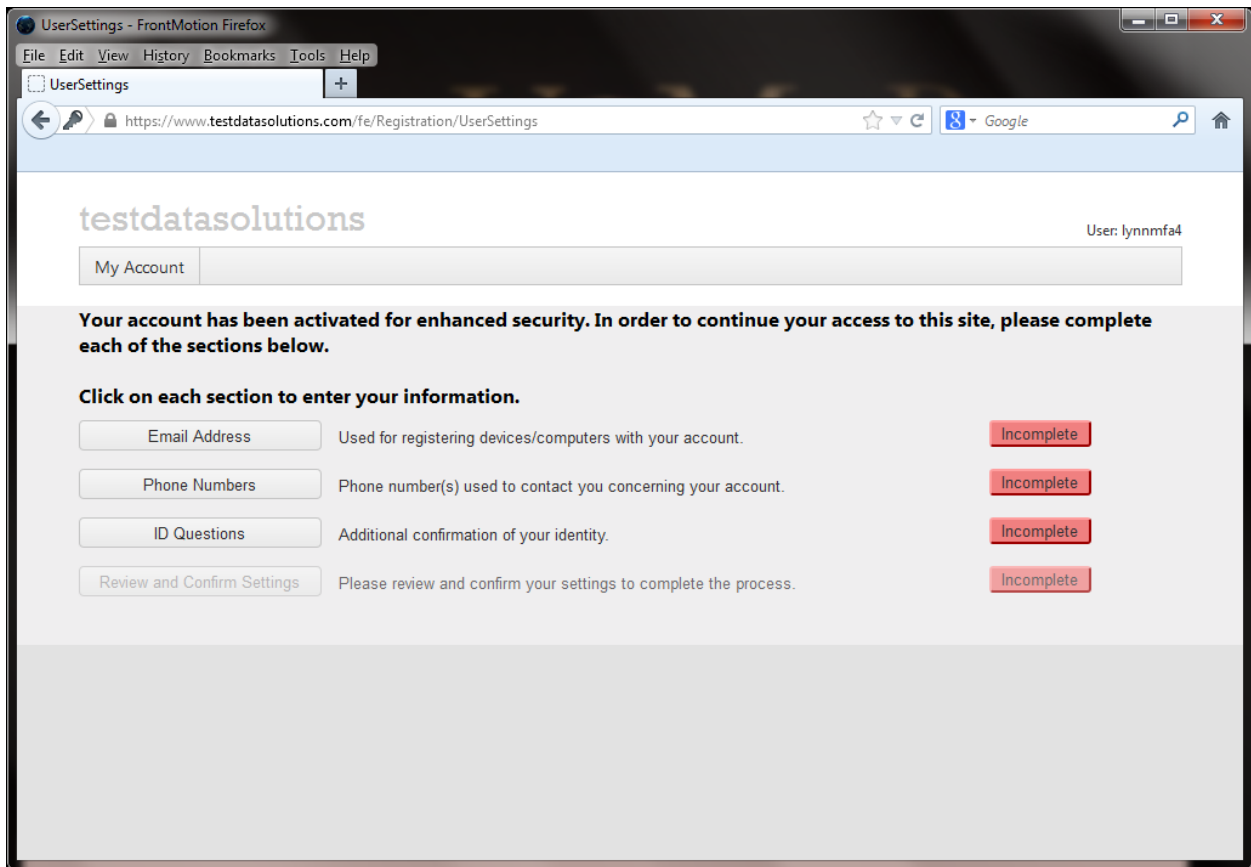 UserSettings - FrontMotion Firefox
File Edit View History Bookmarks Tools Help
UserSettings
https://www.testdatasolutions.com/fe/Registration/UserSettings
Google
testdatasolutions
User: lynnmfa4
My Account
Your account has been activated for enhanced security. In order to continue your access to this site, please complete
each of the sections below.
Click on each section to enter your information.
Email Address Used for registering devices/computers with your account. Incomplete
Phone Numbers Phone number(s) used to contact you concerning your account. Incomplete
ID Questions Additional confirmation of your identity. Incomplete
Review and Confirm Settings Please review and confirm your settings to complete the process. Incomplete